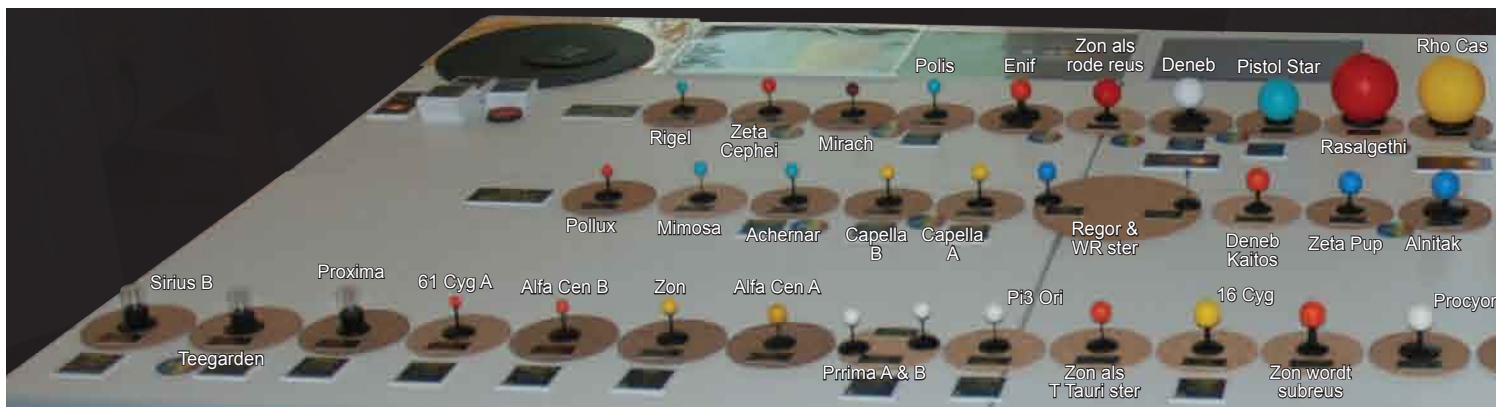 Polis
Enif
Zon als
rode reus
Deneb
Pistol Star
Rho Cas
Rigel
Zeta
Cephei
Mirach
Rasalgethi
Pollux
Mimosa
Achernar
Capella
B
Capella
A
Regor &
WR ster
Deneb
Kaitos
Zeta Pup
Alnitak
Sirius B
Proxima
61 Cyg A
Alfa Cen B
Zon
Alfa Cen A
Pi3 Ori
16 Cyg
Procyon
Teegarden
Prrima A & B
Zon als
T Tauri ster
Zon wordt
subreus